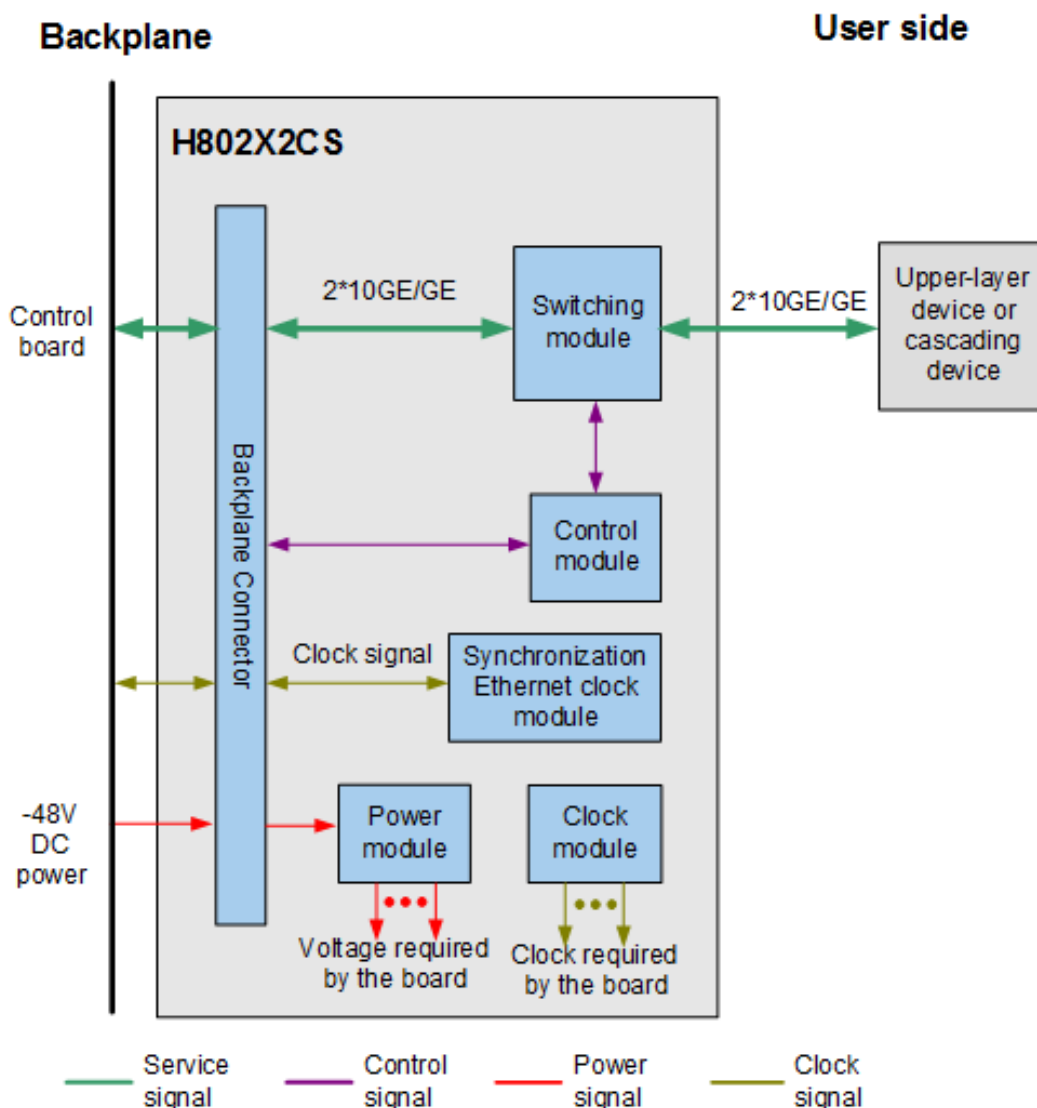 Backplane
User side
H802X2CS
Control
board
2*10GE/GE
Switching
module
2*10GE/GE
Upper-layer
device or
cascading
device
Backplane Connector
Control
module
Clock signal
Synchronization
Ethernet clock
module
-48V
DC
power
Power
module
Clock
module
Voltage required
by the board
Clock required
by the board
Service
signal
Control
signal
Power
signal
Clock
signal